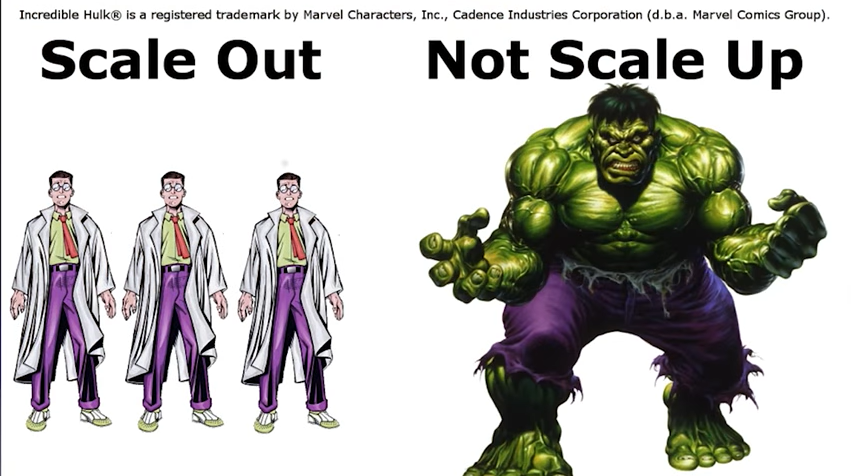 Incredible Hulk® is a registered trademark by Marvel Characters, Inc., Cadence Industries Corporation (d.b.a. Marvel Comics Group).
Scale Out
Not Scale Up